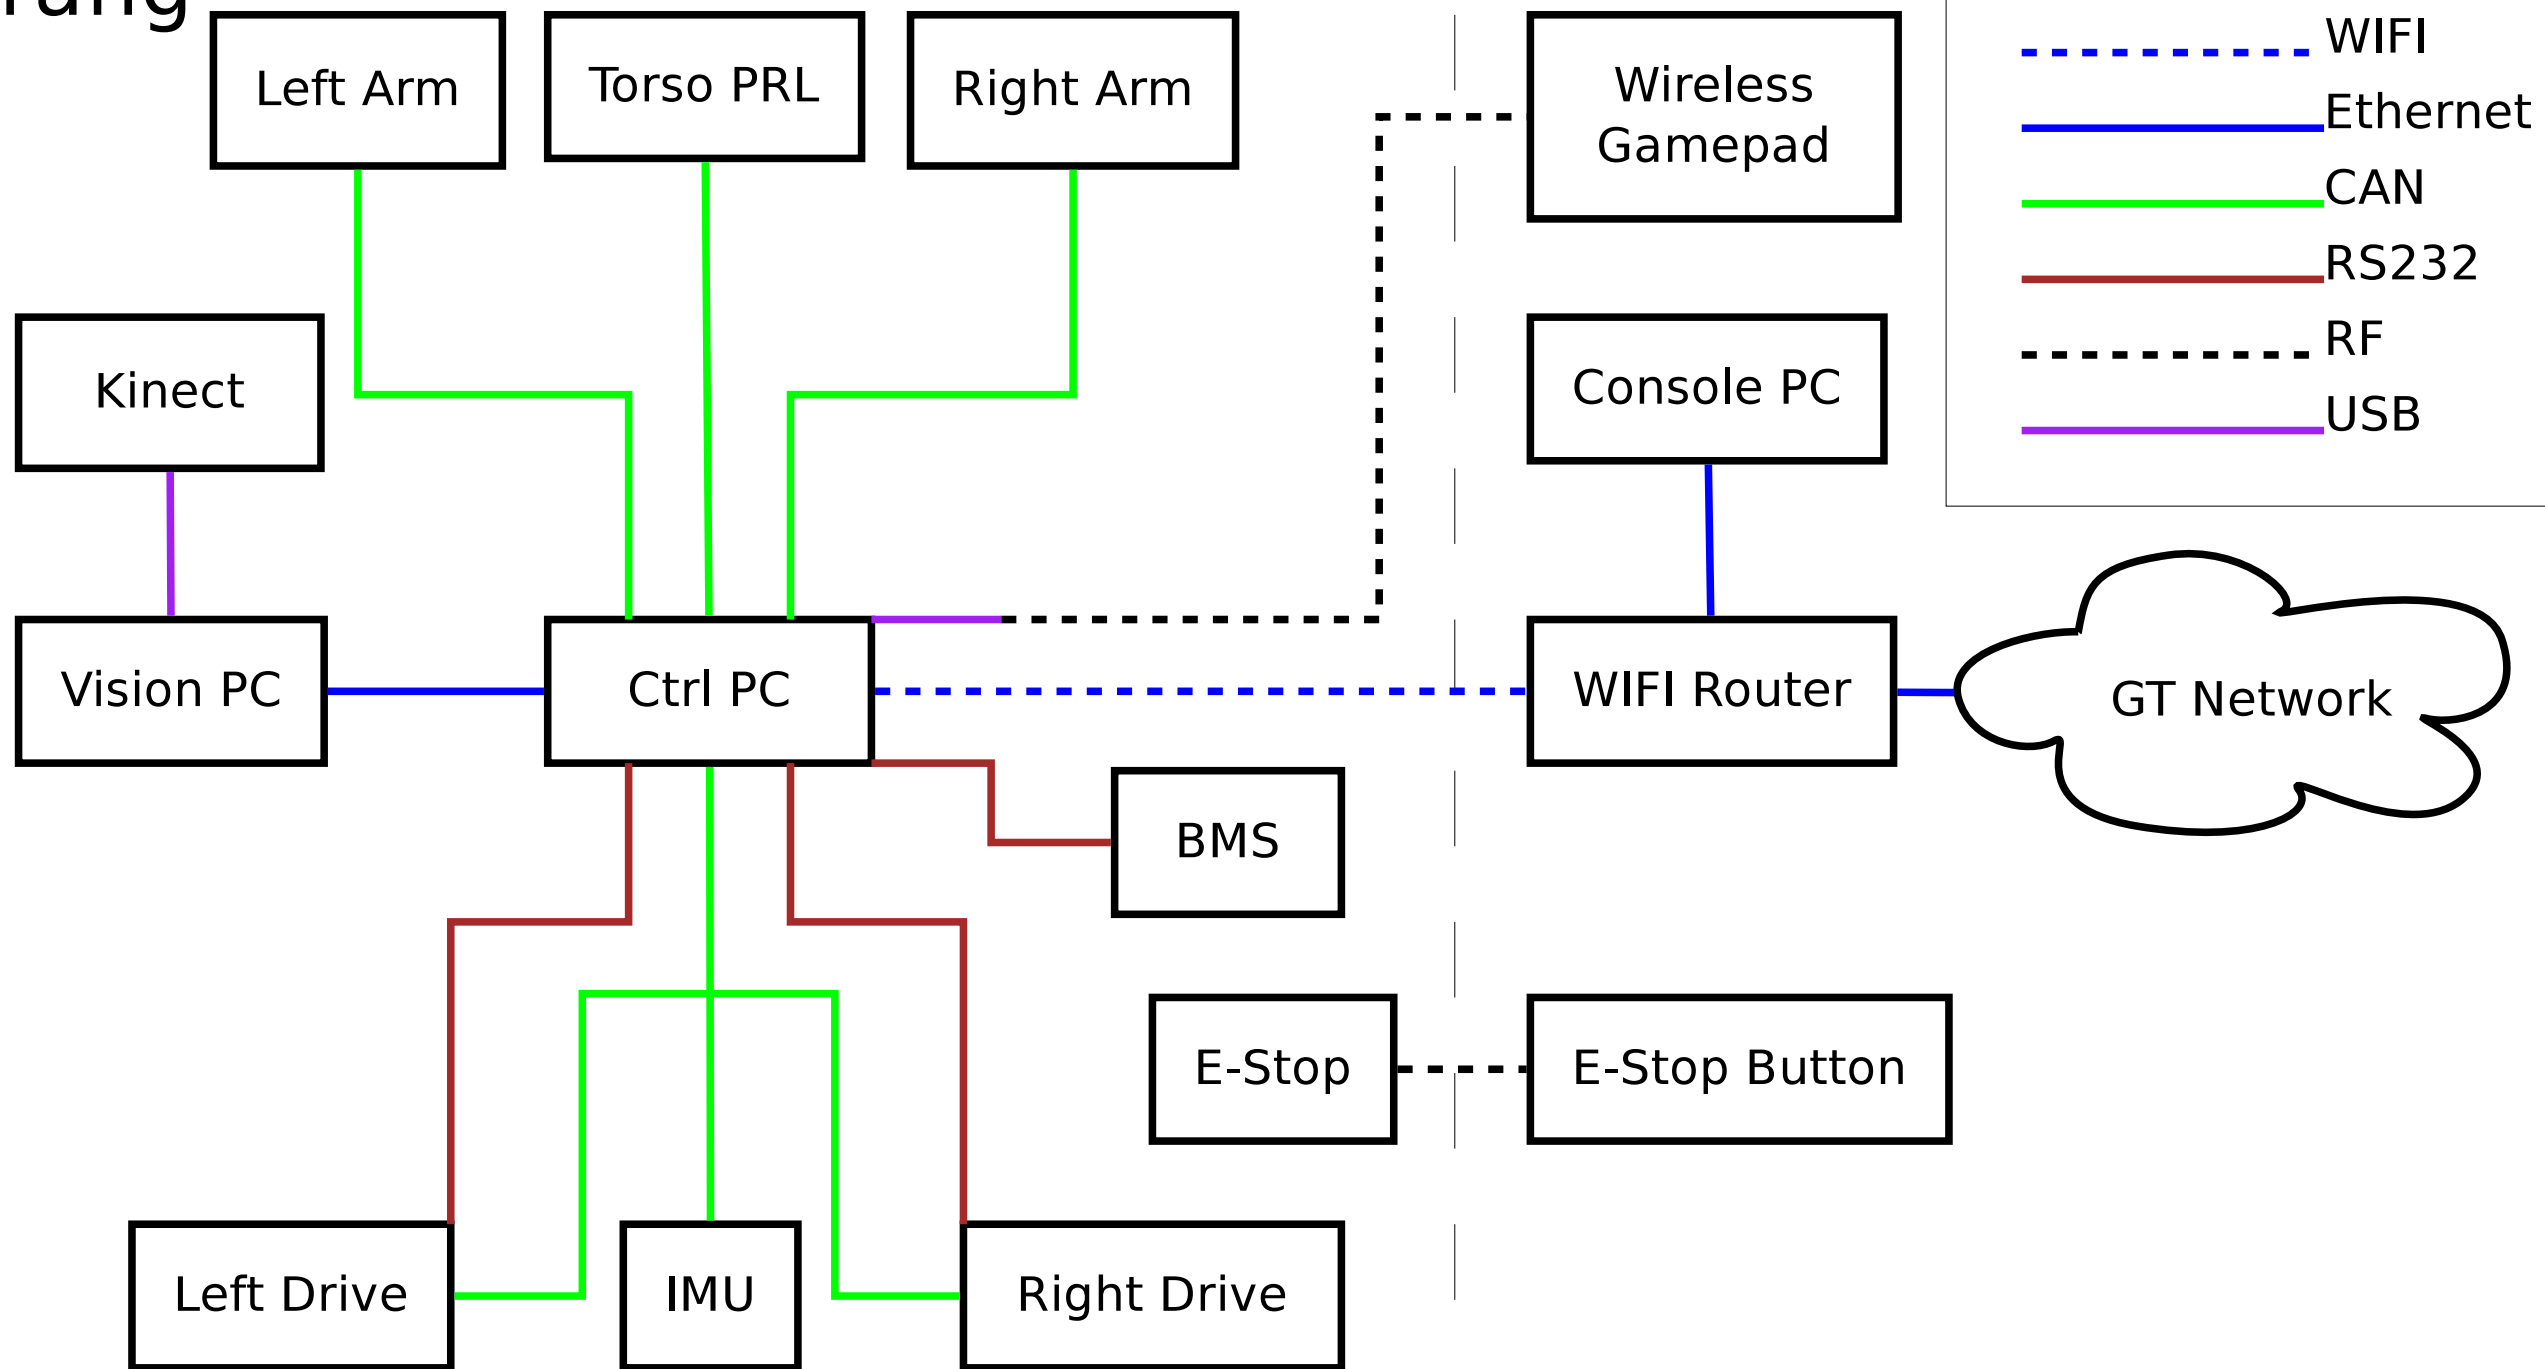 Left Arm
Torso PRL
Right Arm
Wireless
Gamepad
WIFI
Ethernet
CAN
RS232
RF
USB
Kinect
Console PC
Vision PC
Ctrl PC
WIFI Router
GT Network
BMS
E-Stop
E-Stop Button
Left Drive
IMU
Right Drive